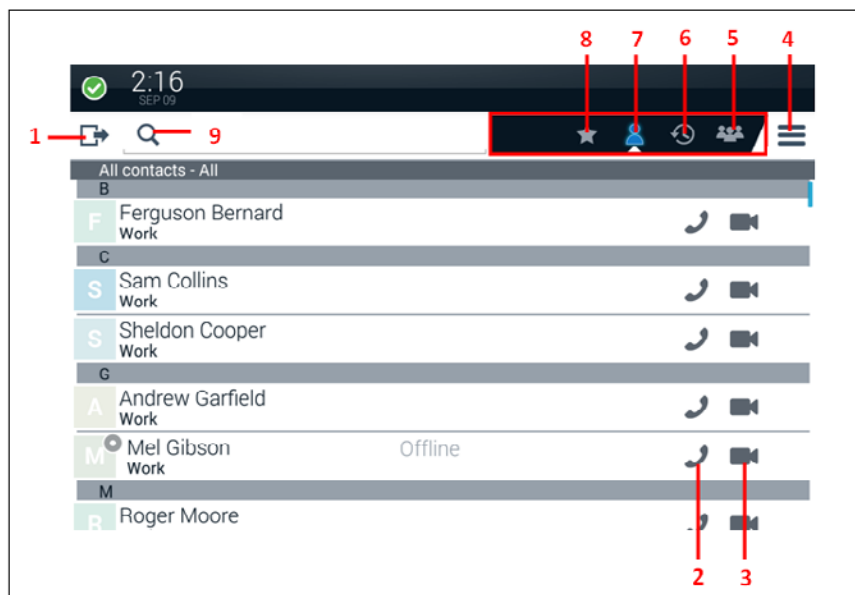 8 7 6 5 4
2:16
SEP 09
1 9
All contacts - All
B
F Ferguson Bernard
Work
C
S Sam Collins
Work
S Sheldon Cooper
Work
G
A Andrew Garfield
Work
M Mel Gibson Offline
Work
M
R Roger Moore
2 3